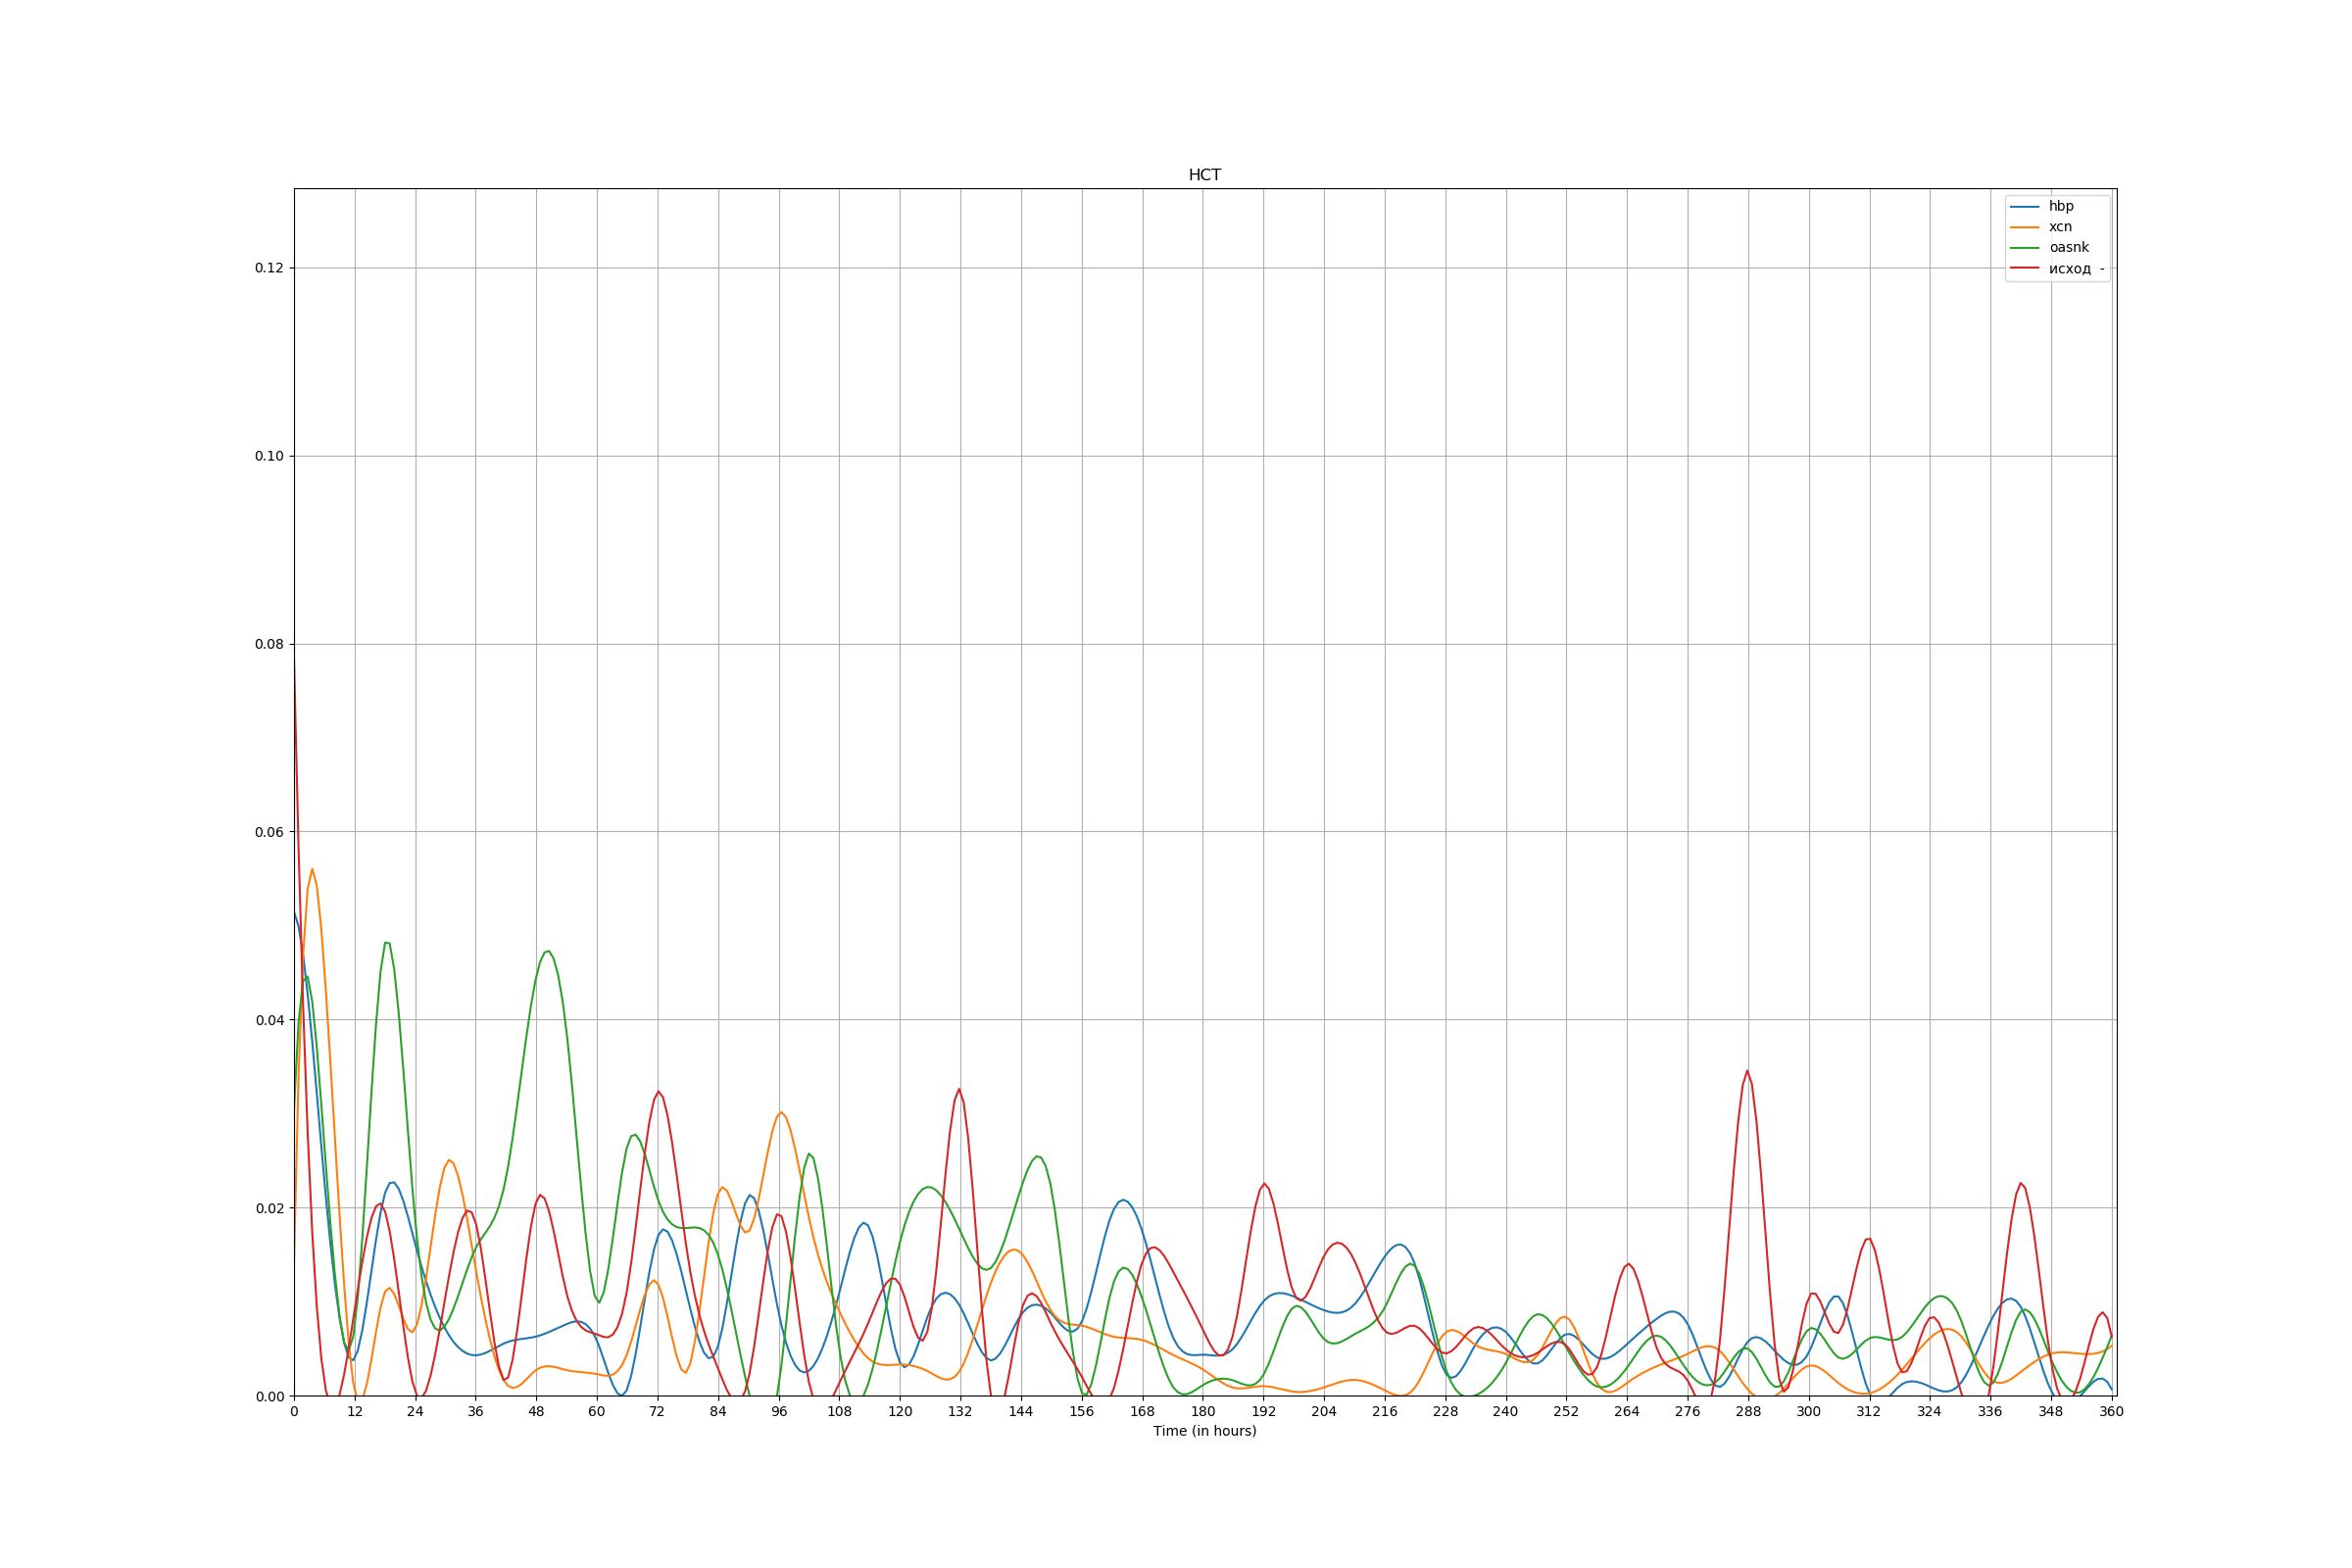 HCT
hbp
xcn
oasnk
исход -
0.12
0.10
0.08
0.06
0.04
0.02
0.00
0 12 24 36 48 60 72 84 96 108 120 132 144 156 168 180 192 204 216 228 240 252 264 276 288 300 312 324 336 348 360
Time (in hours)